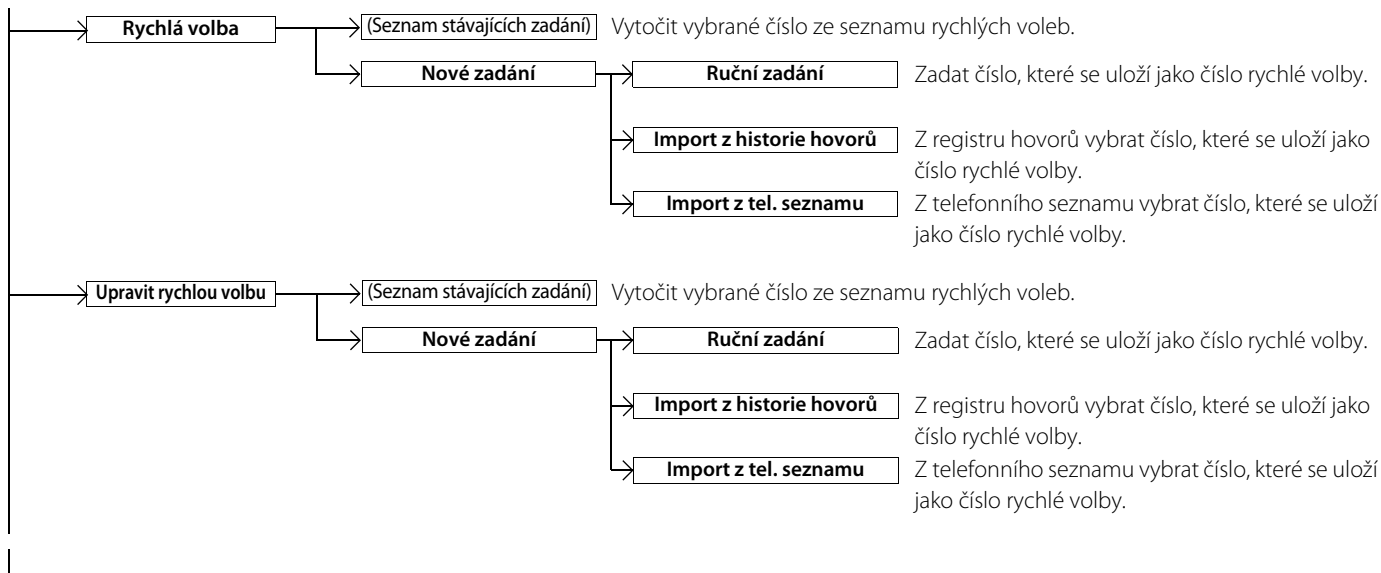 Rychlá volba (Seznam stávajících zadání) Vytočit vybrané číslo ze seznamu rychlých voleb.
Nové zadání Ruční zadání Zadat číslo, které se uloží jako číslo rychlé volby.
Import z historie hovorů Z registru hovorů vybrat číslo, které se uloží jako
číslo rychlé volby.
Import z tel. seznamu Z telefonního seznamu vybrat číslo, které se uloží
jako číslo rychlé volby.
Upravit rychlou volbu (Seznam stávajících zadání) Vytočit vybrané číslo ze seznamu rychlých voleb.
Nové zadání Ruční zadání Zadat číslo, které se uloží jako číslo rychlé volby.
Import z historie hovorů Z registru hovorů vybrat číslo, které se uloží jako
číslo rychlé volby.
Import z tel. seznamu Z telefonního seznamu vybrat číslo, které se uloží
jako číslo rychlé volby.